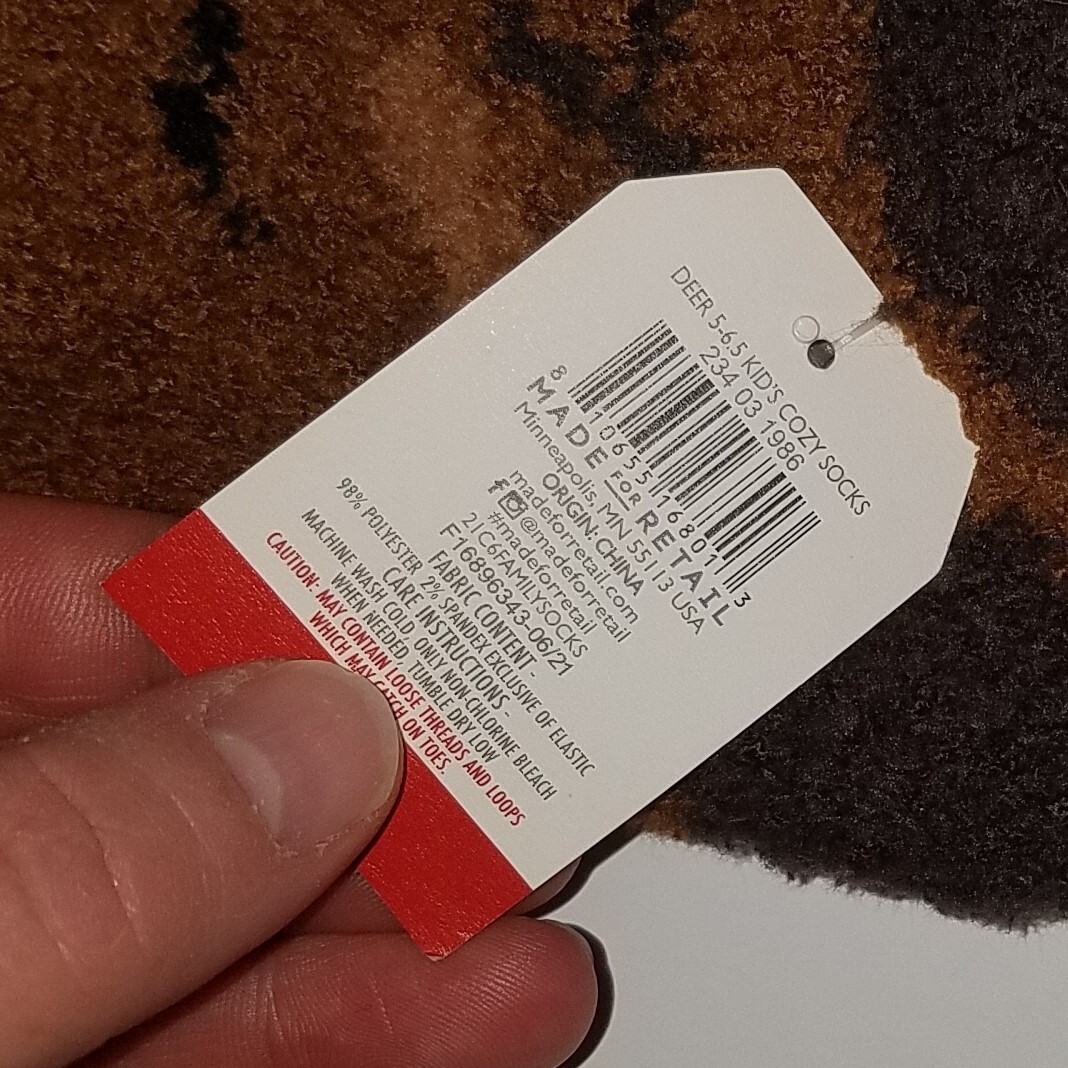 DEER 5-6.5 KID'S COZY SOCKS
234 03 1986
8 10655 16801 3
MADE FOR RETAIL
Minneapolis, MN 55113 USA
ORIGIN: CHINA
madeforretail.com
@madeforretail
#madeforretail
21C6FAMILYSOCKS
F16896343-06/21
FABRIC CONTENT -
98% POLYESTER 2% SPANDEX EXCLUSIVE OF ELASTIC
CARE INSTRUCTIONS -
MACHINE WASH COLD, ONLY NON-CHLORINE BLEACH
WHEN NEEDED, TUMBLE DRY LOW
CAUTION- MAY CONTAIN LOOSE THREADS AND LOOPS
WHICH MAY CATCH ON TOES.